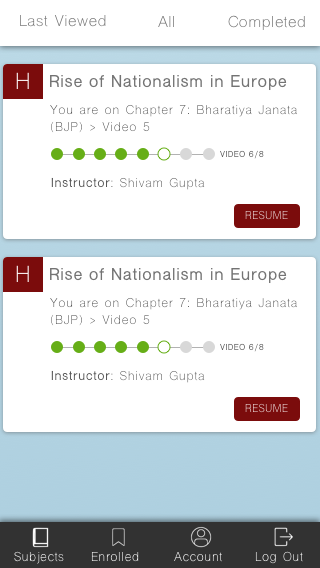 Last Viewed All Completed
H Rise of Nationalism in Europe
You are on Chapter 7: Bharatiya Janata
(BJP) > Video 5
VIDEO 6/8
Instructor: Shivam Gupta
RESUME
H Rise of Nationalism in Europe
You are on Chapter 7: Bharatiya Janata
(BJP) > Video 5
VIDEO 6/8
Instructor: Shivam Gupta
RESUME
Subjects Enrolled Account Log Out